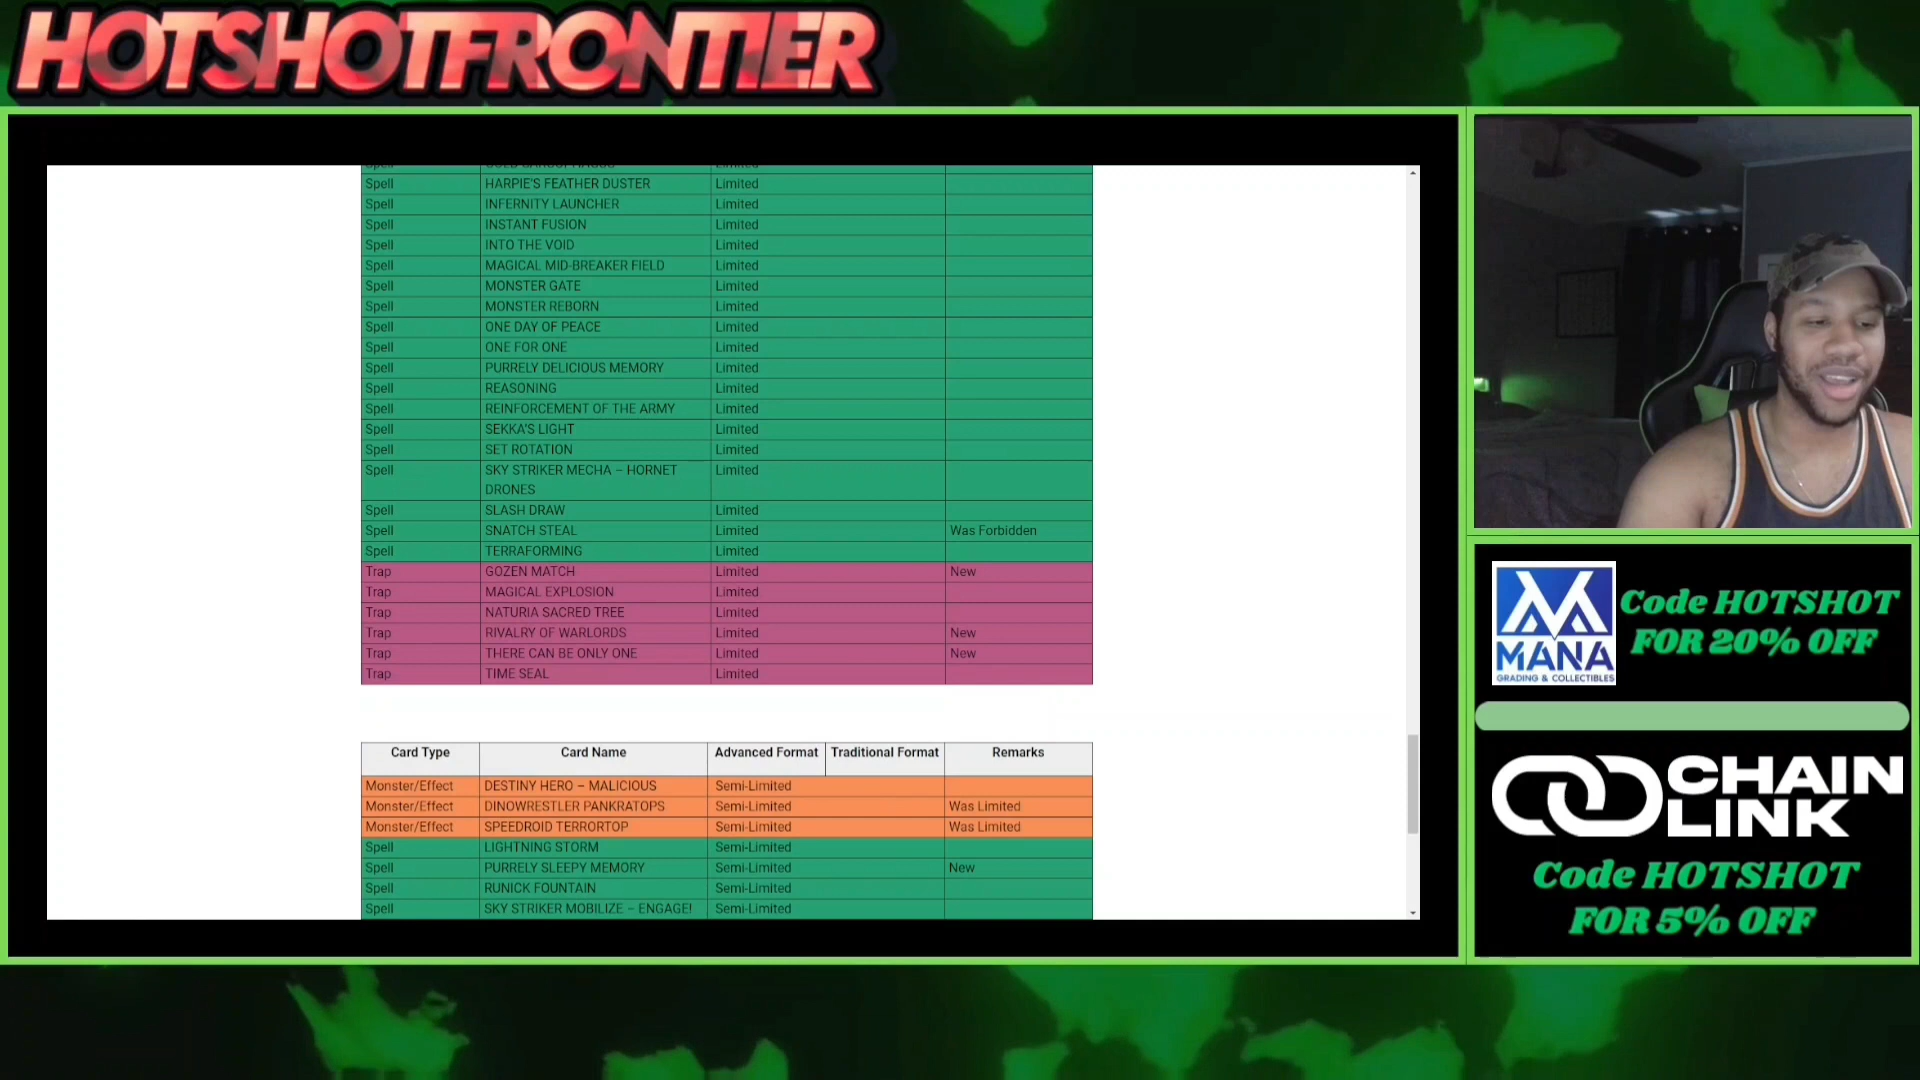 HOTSHOTFRONTIER
Spell HARPIE'S FEATHER DUSTER Limited
Spell INFERNITY LAUNCHER Limited
Spell INSTANT FUSION Limited
Spell INTO THE VOID Limited
Spell MAGICAL MID-BREAKER FIELD Limited
Spell MONSTER GATE Limited
Spell MONSTER REBORN Limited
Spell ONE DAY OF PEACE Limited
Spell ONE FOR ONE Limited
Spell PURRELY DELICIOUS MEMORY Limited
Spell REASONING Limited
Spell REINFORCEMENT OF THE ARMY Limited
Spell SEKKA'S LIGHT Limited
Spell SET ROTATION Limited
Spell SKY STRIKER MECHA – HORNET Limited
DRONES
Spell SLASH DRAW Limited
Spell SNATCH STEAL Limited Was Forbidden
Spell TERRAFORMING Limited
Trap GOZEN MATCH Limited New
Trap MAGICAL EXPLOSION Limited
Trap NATURIA SACRED TREE Limited
Trap RIVALRY OF WARLORDS Limited New
Trap THERE CAN BE ONLY ONE Limited New
Trap TIME SEAL Limited
Card Type Card Name Advanced Format Traditional Format Remarks
Monster/Effect DESTINY HERO – MALICIOUS Semi-Limited
Monster/Effect DINOWRESTLER PANKRATOPS Semi-Limited Was Limited
Monster/Effect SPEEDROID TERRORTOP Semi-Limited Was Limited
Spell LIGHTNING STORM Semi-Limited
Spell PURRELY SLEEPY MEMORY Semi-Limited New
Spell RUNICK FOUNTAIN Semi-Limited
Spell SKY STRIKER MOBILIZE – ENGAGE! Semi-Limited
MANA
GRADING & COLLECTIBLES
Code HOTSHOT
FOR 20% OFF
CHAIN
LINK
Code HOTSHOT
FOR 5% OFF